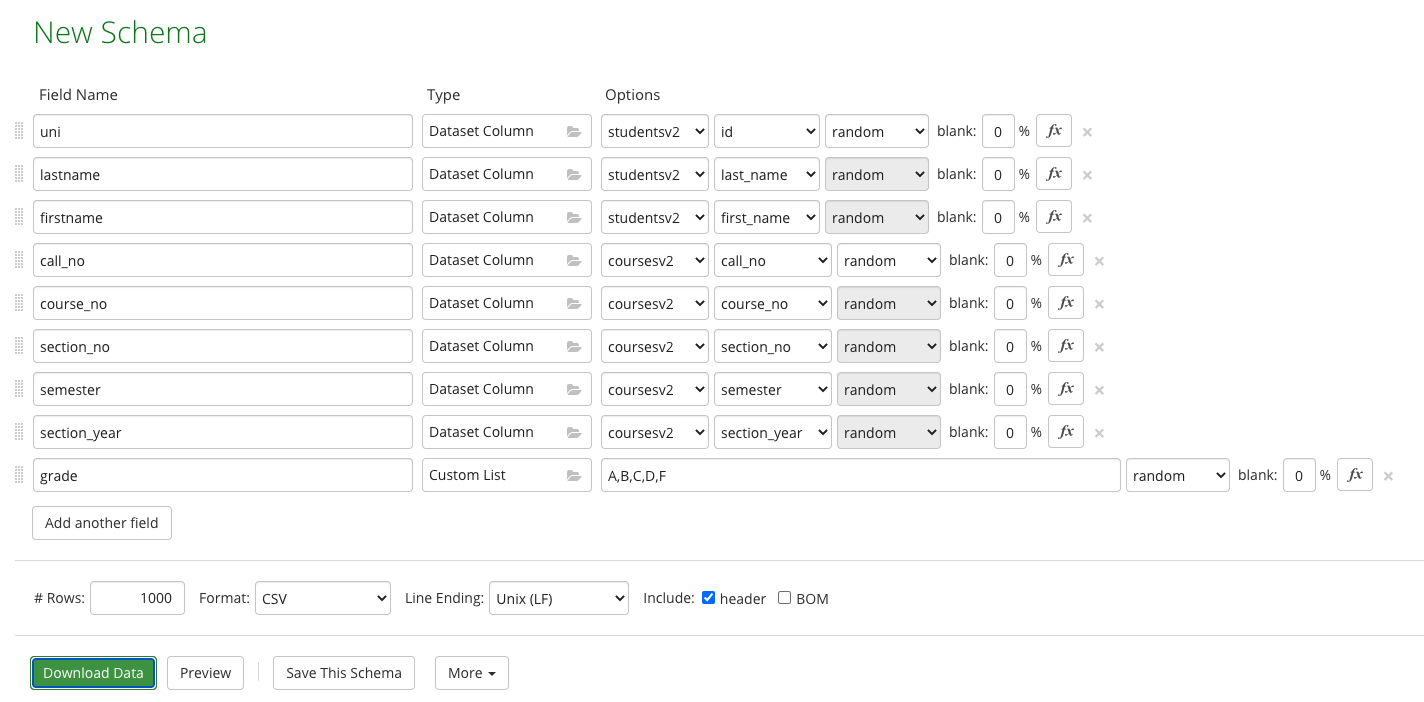 New Schema
Field Name Type Options
uni Dataset Column studentsv2 id random blank: 0 % fx ×
lastname Dataset Column studentsv2 last_name random blank: 0 % fx ×
firstname Dataset Column studentsv2 first_name random blank: 0 % fx ×
call_no Dataset Column coursesv2 call_no random blank: 0 % fx ×
course_no Dataset Column coursesv2 course_no random blank: 0 % fx ×
section_no Dataset Column coursesv2 section_no random blank: 0 % fx ×
semester Dataset Column coursesv2 semester random blank: 0 % fx ×
section_year Dataset Column coursesv2 section_year random blank: 0 % fx ×
grade Custom List A,B,C,D,F random blank: 0 % fx ×
Add another field
# Rows: 1000 Format: CSV Line Ending: Unix (LF) Include: header BOM
Download Data Preview Save This Schema More